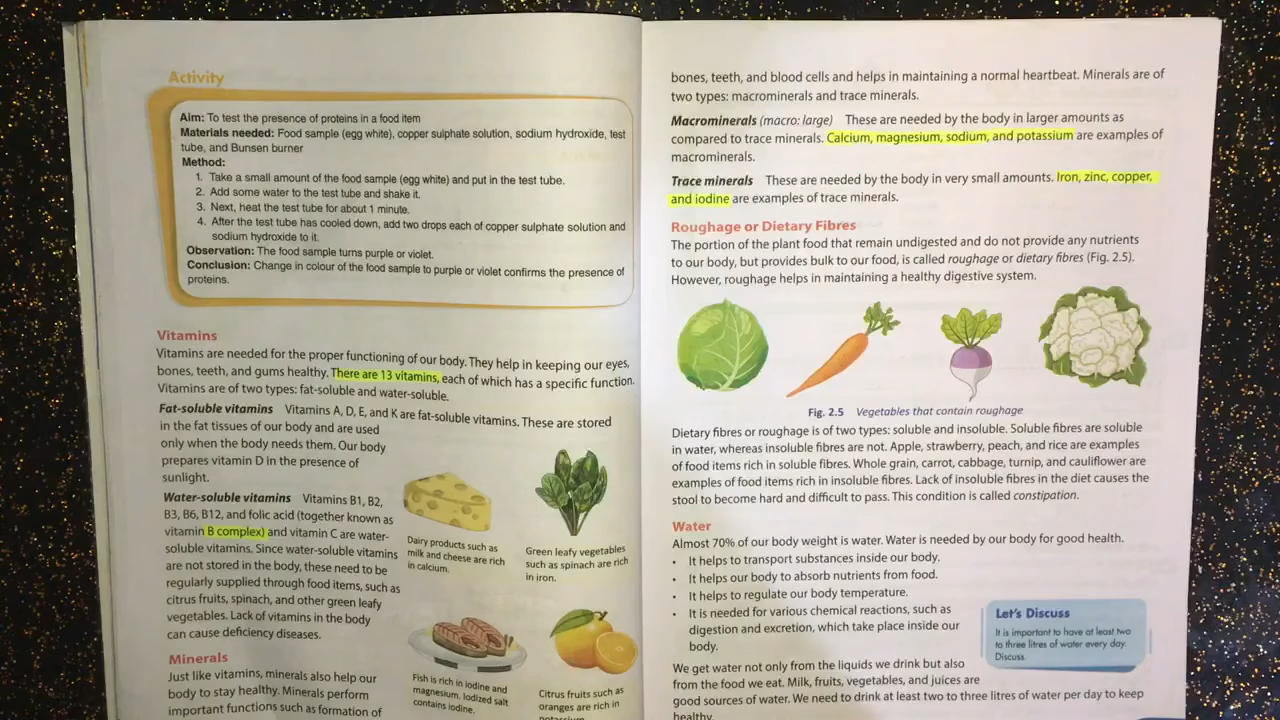 Activity
Aim: To test the presence of proteins in a food item
Materials needed: Food sample (egg white), copper sulphate solution, sodium hydroxide, test
tube, and Bunsen burner
Method:
1. Take a small amount of the food sample (egg white) and put in the test tube.
2. Add some water to the test tube and shake it.
3. Next, heat the test tube for about 1 minute.
4. After the test tube has cooled down, add two drops each of copper sulphate solution and
sodium hydroxide to it.
Observation: The food sample turns purple or violet.
Conclusion: Change in colour of the food sample to purple or violet confirms the presence of
proteins.
Vitamins
Vitamins are needed for the proper functioning of our body. They help in keeping our eyes,
bones, teeth, and gums healthy. There are 13 vitamins, each of which has a specific function.
Vitamins are of two types: fat-soluble and water-soluble.
Fat-soluble vitamins Vitamins A, D, E, and K are fat-soluble vitamins. These are stored
in the fat tissues of our body and are used
only when the body needs them. Our body
prepares vitamin D in the presence of
sunlight.
Water-soluble vitamins Vitamins B1, B2,
B3, B6, B12, and folic acid (together known as
vitamin B complex) and vitamin C are water-
soluble vitamins. Since water-soluble vitamins
are not stored in the body, these need to be
regularly supplied through food items, such as
citrus fruits, spinach, and other green leafy
vegetables. Lack of vitamins in the body
can cause deficiency diseases.
Minerals
Just like vitamins, minerals also help our
body to stay healthy. Minerals perform
important functions such as formation of
Dairy products such as
milk and cheese are rich
in calcium.
Green leafy vegetables
such as spinach are rich
in iron.
Fish is rich in iodine and
magnesium. Iodized salt
contains iodine.
Citrus fruits such as
oranges are rich in
potassium.
bones, teeth, and blood cells and helps in maintaining a normal heartbeat. Minerals are of
two types: macrominerals and trace minerals.
Macrominerals (macro: large) These are needed by the body in larger amounts as
compared to trace minerals. Calcium, magnesium, sodium, and potassium are examples of
macrominerals.
Trace minerals These are needed by the body in very small amounts. Iron, zinc, copper,
and iodine are examples of trace minerals.
Roughage or Dietary Fibres
The portion of the plant food that remain undigested and do not provide any nutrients
to our body, but provides bulk to our food, is called roughage or dietary fibres (Fig. 2.5).
However, roughage helps in maintaining a healthy digestive system.
Fig. 2.5 Vegetables that contain roughage
Dietary fibres or roughage is of two types: soluble and insoluble. Soluble fibres are soluble
in water, whereas insoluble fibres are not. Apple, strawberry, peach, and rice are examples
of food items rich in soluble fibres. Whole grain, carrot, cabbage, turnip, and cauliflower are
examples of food items rich in insoluble fibres. Lack of insoluble fibres in the diet causes the
stool to become hard and difficult to pass. This condition is called constipation.
Water
Almost 70% of our body weight is water. Water is needed by our body for good health.
• It helps to transport substances inside our body.
• It helps our body to absorb nutrients from food.
• It helps to regulate our body temperature.
• It is needed for various chemical reactions, such as
digestion and excretion, which take place inside our
body.
We get water not only from the liquids we drink but also
from the food we eat. Milk, fruits, vegetables, and juices are
good sources of water. We need to drink at least two to three litres of water per day to keep
healthy.
Let's Discuss
It is important to have at least two
to three litres of water every day.
Discuss.